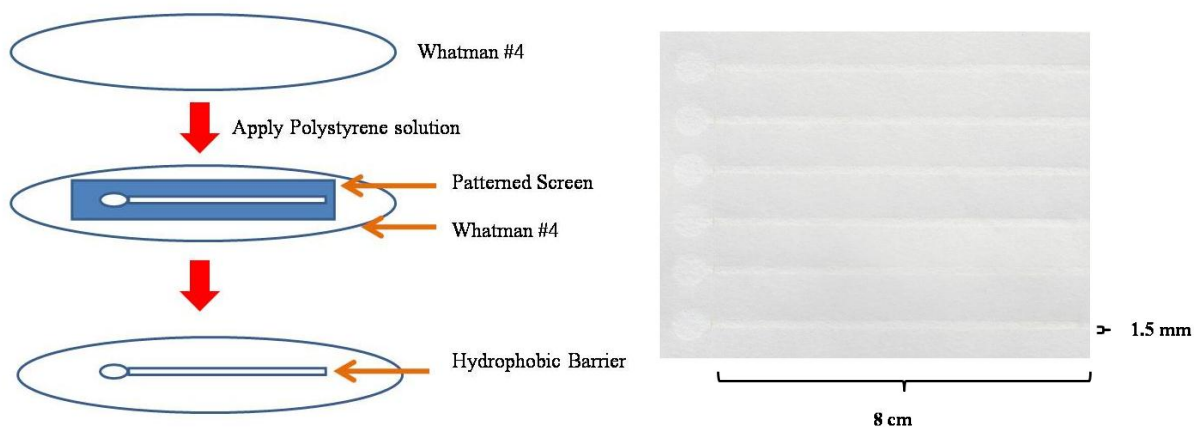 Whatman #4
Apply Polystyrene solution
Patterned Screen
Whatman #4
Hydrophobic Barrier
1.5 mm
8 cm